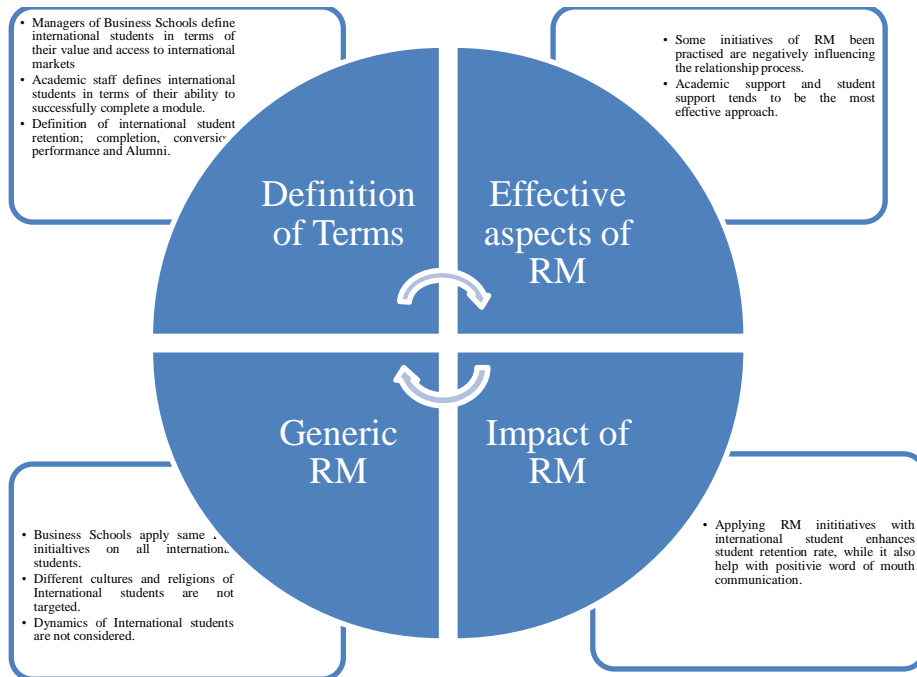 • Managers of Business Schools define
international students in terms of
their value and access to international
markets
• Academic staff defines international
students in terms of their ability to
successfully complete a module.
• Definition of international student
retention; completion,
performance and Alumni.
• Some initiatives of RM been
practised are negatively influencing
the relationship process.
• Academic support and student
support tends to be the most
effective approach.
Definition
of Terms
Effective
aspects of
RM
Generic
RM
Impact of
RM
• Business Schools apply same
initialtives on all
students.
• Different cultures and religions of
International students are not
targeted.
• Dynamics of International students
are not considered.
• Applying RM inititiatives with
international student enhances
student retention rate, while it also
help with positivie word of mouth
communication.